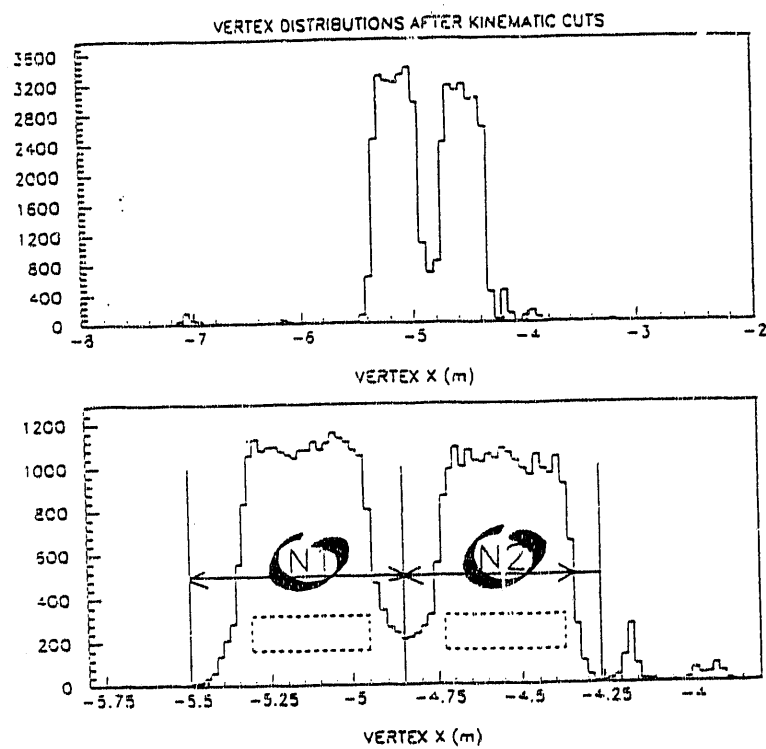 VERTEX DISTRIBUTIONS AFTER KINEMATIC CUTS
3600
3200
2800
2400
2000
1600
1200
800
400
0
-8 -7 -6 -5 -4 -3 -2
VERTEX X (m)
1200
1000
800
600
400
200
0
N1 N2
-5.75 -5.5 -5.25 -5 -4.75 -4.5 -4.25 -4
VERTEX X (m)